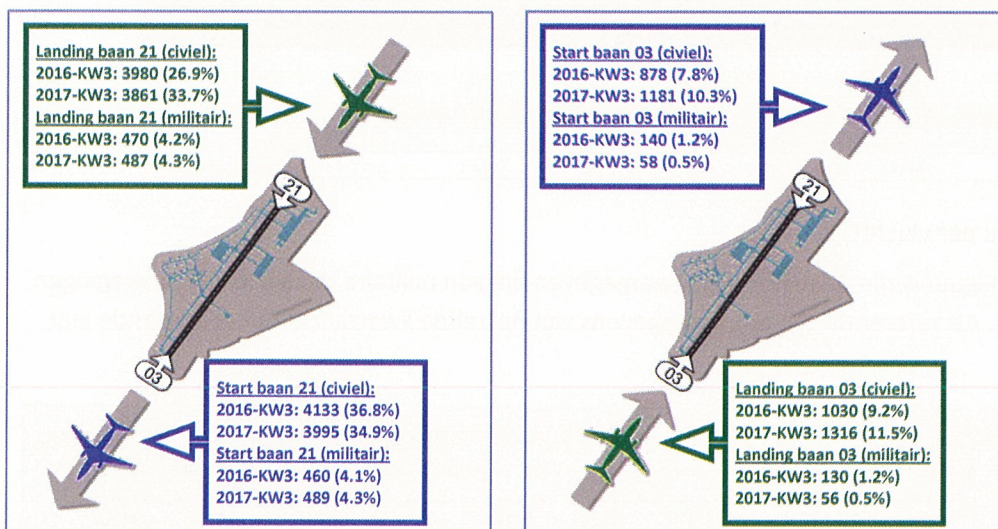 Landing baan 21 (civiel):
2016-KW3: 3980 (26.9%)
2017-KW3: 3861 (33.7%)
Landing baan 21 (militair):
2016-KW3: 470 (4.2%)
2017-KW3: 487 (4.3%)
21
03
Start baan 21 (civiel):
2016-KW3: 4133 (36.8%)
2017-KW3: 3995 (34.9%)
Start baan 21 (militair):
2016-KW3: 460 (4.1%)
2017-KW3: 489 (4.3%)
Start baan 03 (civiel):
2016-KW3: 878 (7.8%)
2017-KW3: 1181 (10.3%)
Start baan 03 (militair):
2016-KW3: 140 (1.2%)
2017-KW3: 58 (0.5%)
21
03
Landing baan 03 (civiel):
2016-KW3: 1030 (9.2%)
2017-KW3: 1316 (11.5%)
Landing baan 03 (militair):
2016-KW3: 130 (1.2%)
2017-KW3: 56 (0.5%)